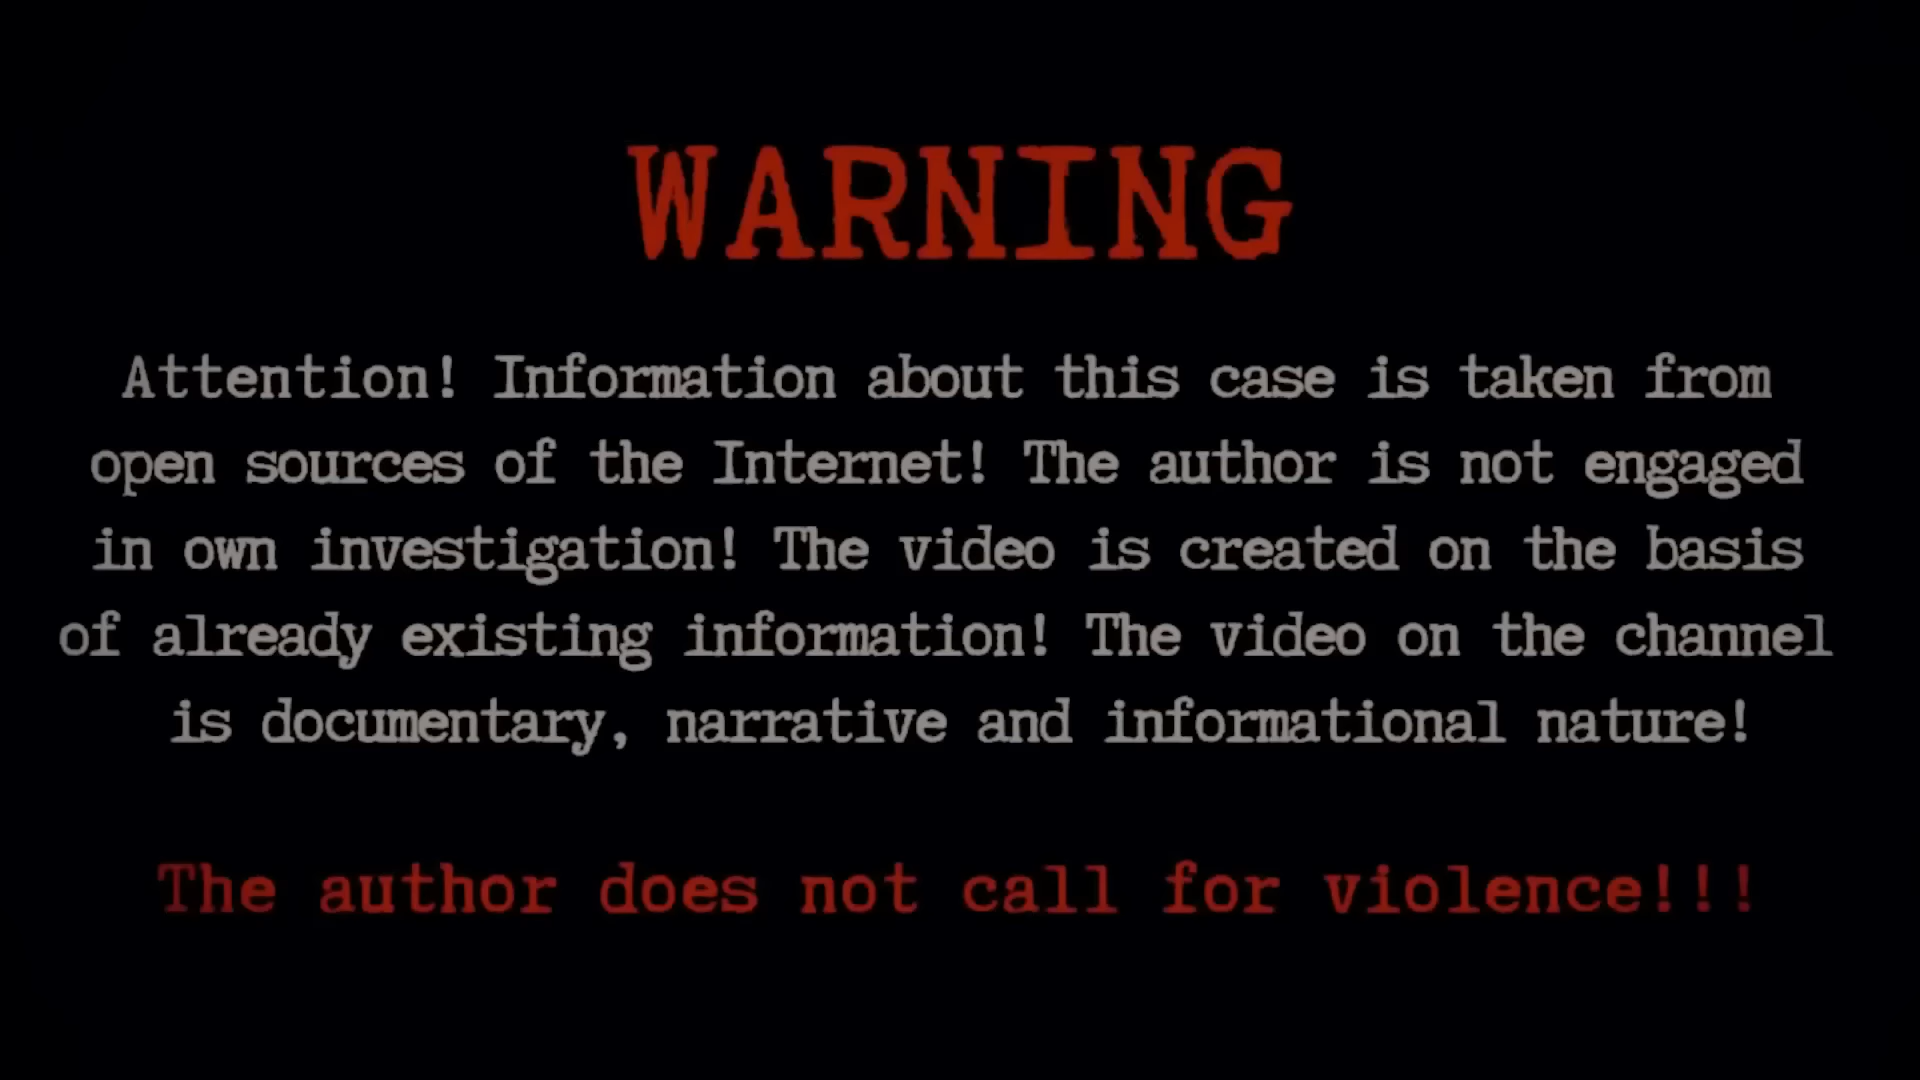 WARNING
Attention! Information about this case is taken from
open sources of the Internet! The author is not engaged
in own investigation! The video is created on the basis
of already existing information! The video on the channel
is documentary, narrative and informational nature!
The author does not call for violence!!!